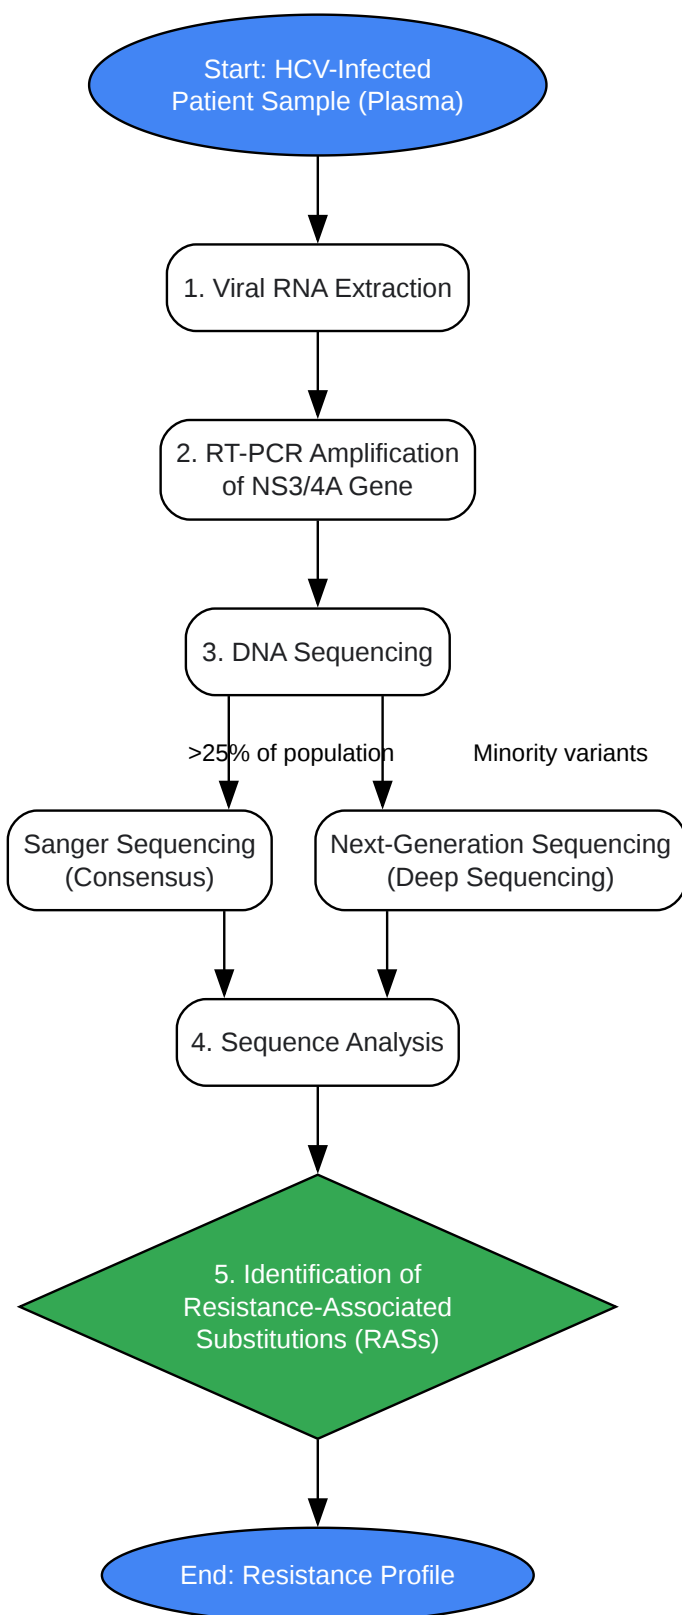 Start: HCV-Infected
Patient Sample (Plasma)
1. Viral RNA Extraction
2. RT-PCR Amplification
of NS3/4A Gene
3. DNA Sequencing
>25% of population
Minority variants
Sanger Sequencing
(Consensus)
Next-Generation Sequencing
(Deep Sequencing)
4. Sequence Analysis
5. Identification of
Resistance-Associated
Substitutions (RASs)
End: Resistance Profile